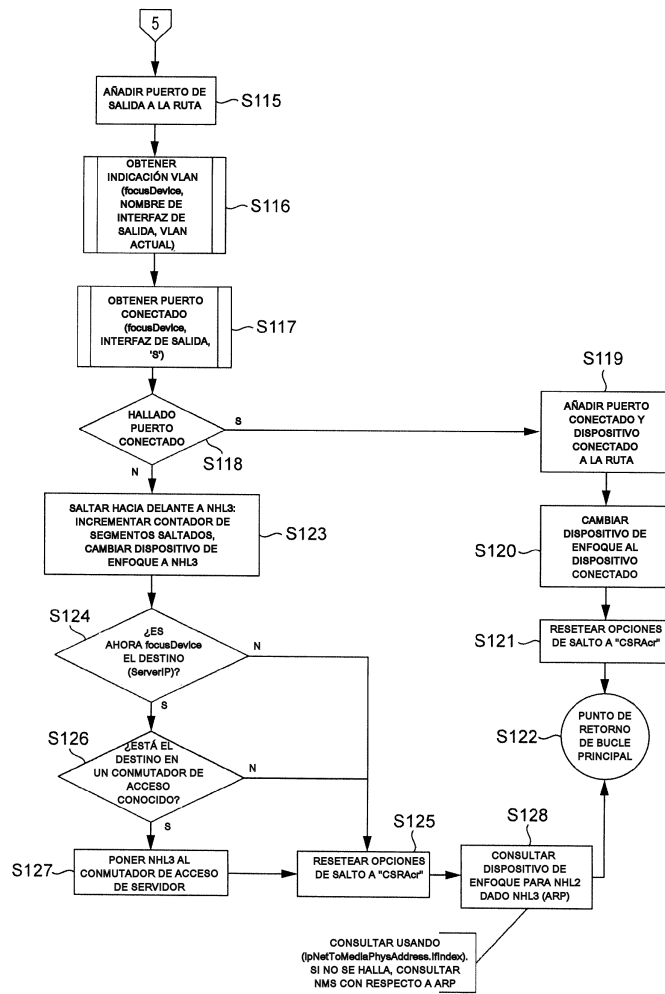 5
AÑADIR PUERTO DE
SALIDA A LA RUTA
S115
OBTENER
INDICACIÓN VLAN
(focusDevice,
NOMBRE DE
INTERFAZ DE
SALIDA, VLAN
ACTUAL)
S116
OBTENER PUERTO
CONECTADO
(focusDevice,
INTERFAZ DE SALIDA,
'S')
S117
HALLADO
PUERTO
CONECTADO
S
S118
N
S119
AÑADIR PUERTO
CONECTADO Y
DISPOSITIVO
CONECTADO
A LA RUTA
SALTAR HACIA DELANTE A NHL3:
INCREMENTAR CONTADOR DE
SEGMENTOS SALTADOS,
CAMBIAR DISPOSITIVO DE
ENFOQUE A NHL3
S123
CAMBIAR
DISPOSITIVO DE
ENFOQUE AL
DISPOSITIVO
CONECTADO
S120
S124
¿ES
AHORA focusDevice
EL DESTINO
(ServerIP)?
N
S
S121
RESETEAR OPCIONES
DE SALTO A "CSRAcr"
S126
¿ESTÁ EL
DESTINO EN
UN CONMUTADOR DE
ACCESO
CONOCIDO?
N
S
S122
PUNTO DE
RETORNO
DE BUCLE
PRINCIPAL
S127
PONER NHL3 AL
CONMUTADOR DE ACCESO
DE SERVIDOR
S125
RESETEAR OPCIONES
DE SALTO A "CSRAcr"
S128
CONSULTAR
DISPOSITIVO DE
ENFOQUE PARA NHL2
DADO NHL3 (ARP)
CONSULTAR USANDO
(IpNetToMediaPhysAddress.IfIndex).
SI NO SE HALLA, CONSULTAR
NMS CON RESPECTO A ARP